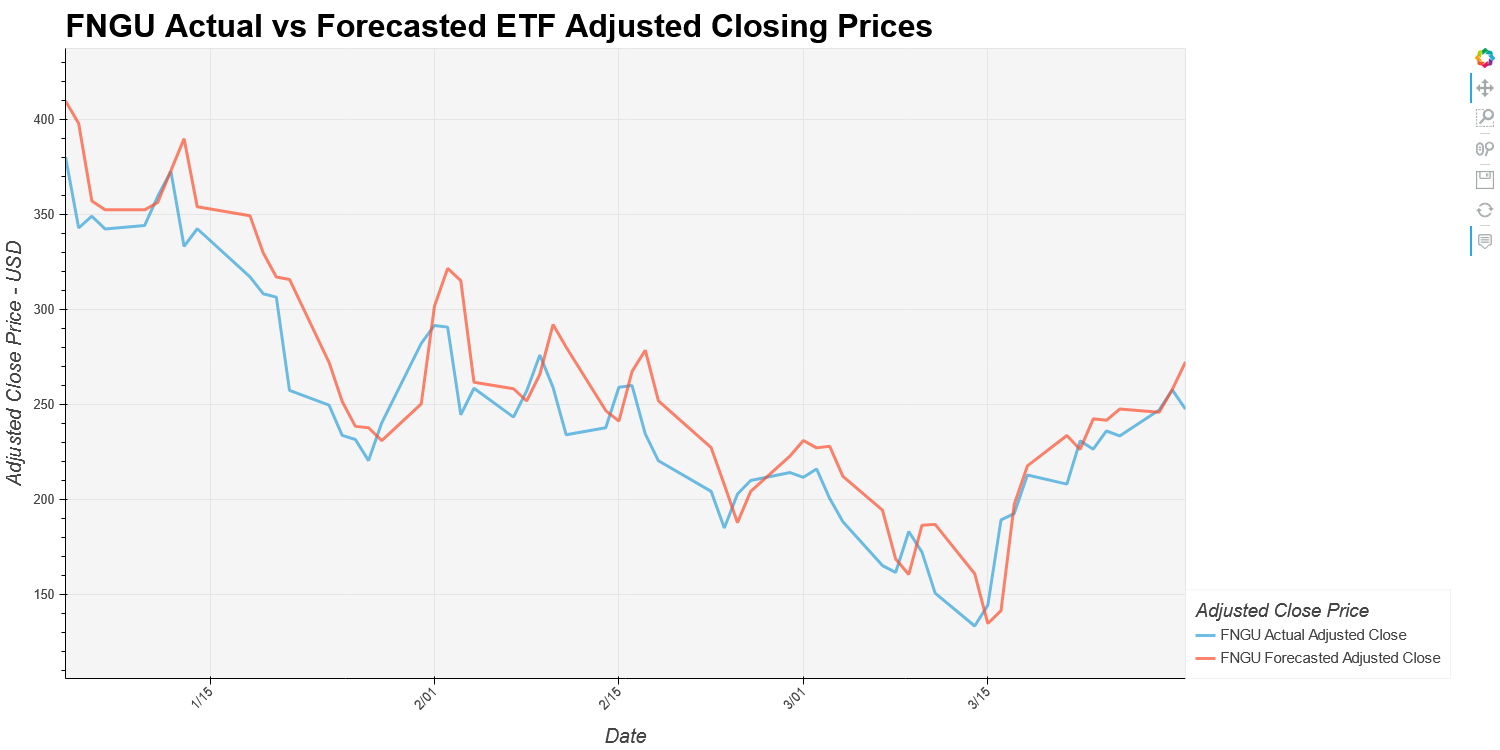 FNGU Actual vs Forecasted ETF Adjusted Closing Prices
Adjusted Close Price - USD
400
350
300
250
200
150
1/15
2/01
2/15
3/01
3/15
Date
Adjusted Close Price
FNGU Actual Adjusted Close
FNGU Forecasted Adjusted Close